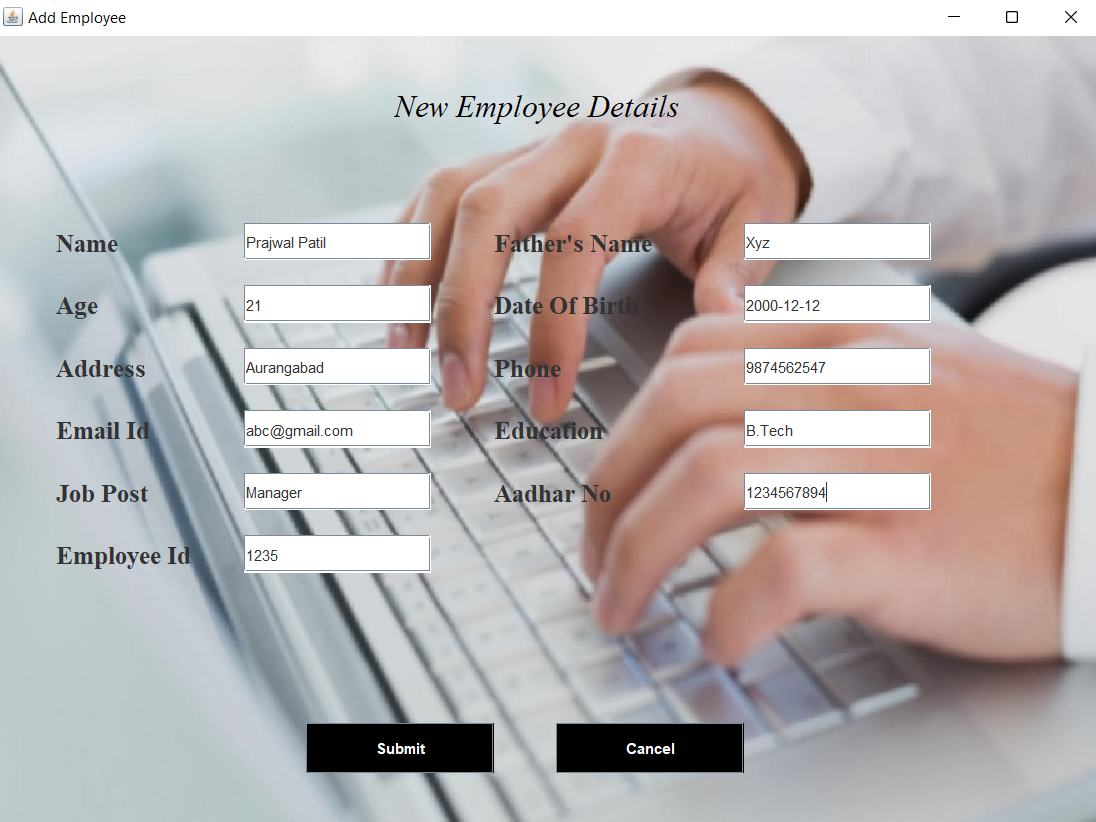 Add Employee
New Employee Details
Name Prajwal Patil Father's Name Xyz
Age 21 Date Of Birth 2000-12-12
Address Aurangabad Phone 9874562547
Email Id abc@gmail.com Education B.Tech
Job Post Manager Aadhar No 1234567894
Employee Id 1235
Submit Cancel